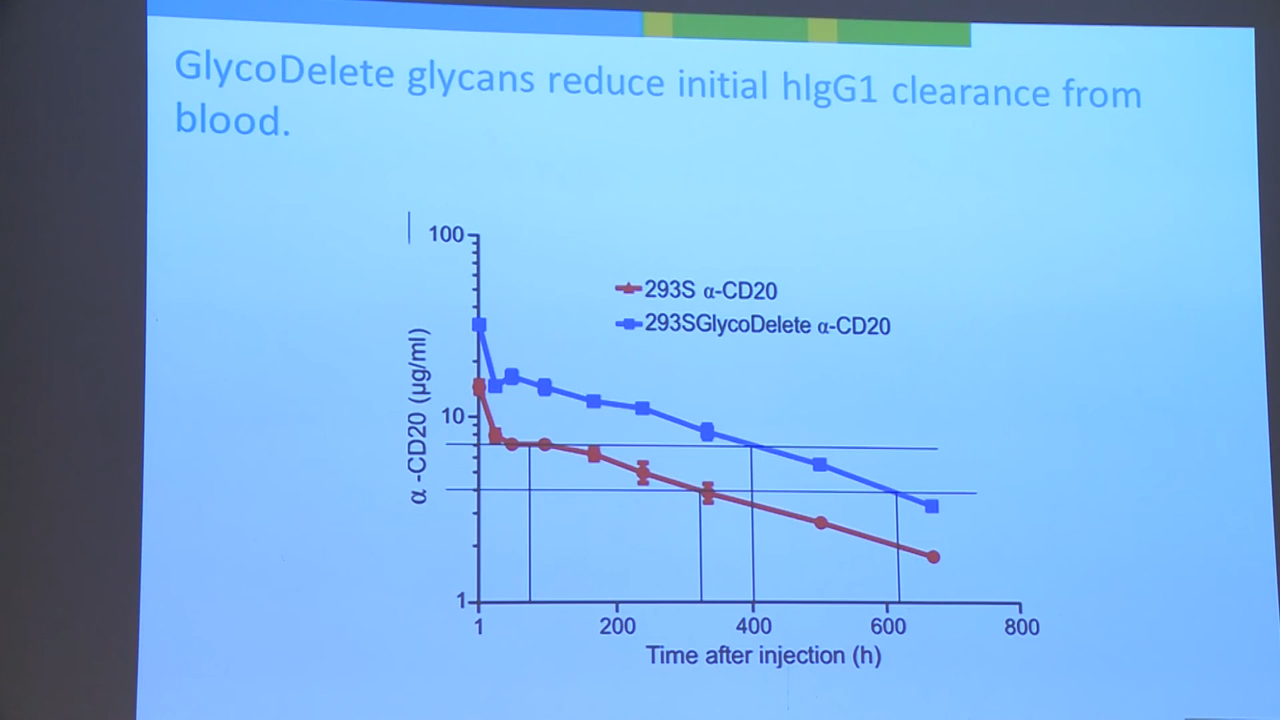 GlycoDelete glycans reduce initial hIgG1 clearance from
blood.
100
293S α-CD20
293SGlycoDelete α-CD20
α -CD20 (µg/ml)
10
1
1
200
400
600
800
Time after injection (h)